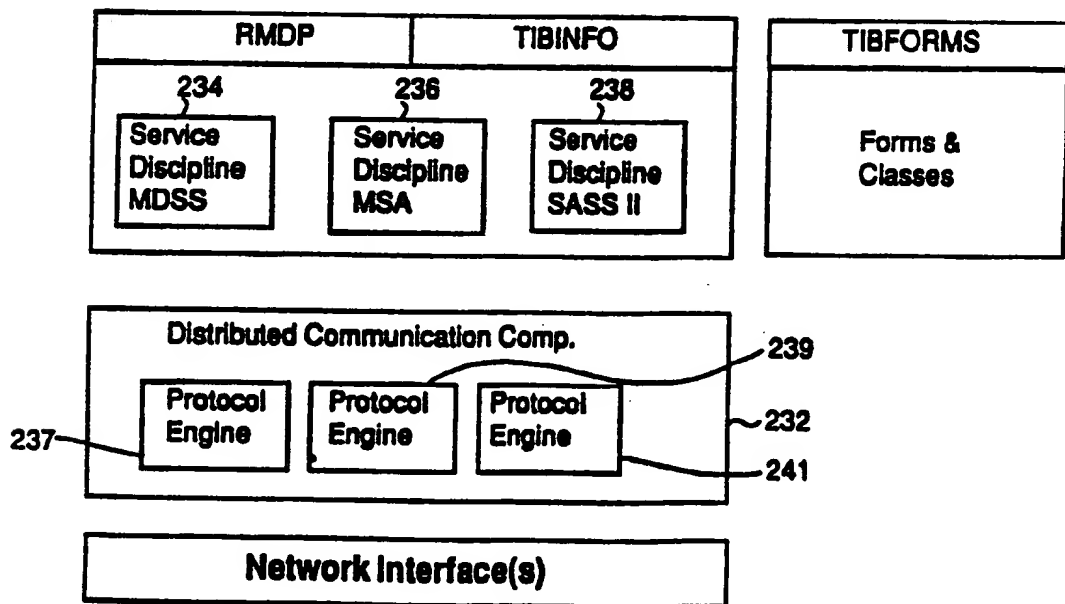 RMDP TIBINFO TIBFORMS
234 236 238
Service Discipline MDSS
Service Discipline MSA
Service Discipline SASS II
Forms & Classes
Distributed Communication Comp.
239
Protocol Engine
Protocol Engine
Protocol Engine
237
232
241
Network Interface(s)